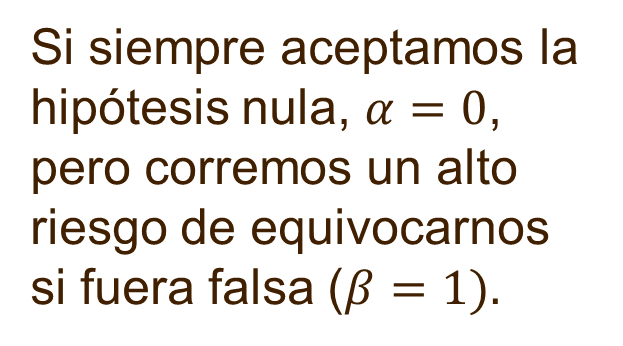 Si siempre aceptamos la
hipótesis nula, α = 0,
pero corremos un alto
riesgo de equivocarnos
si fuera falsa (β = 1).